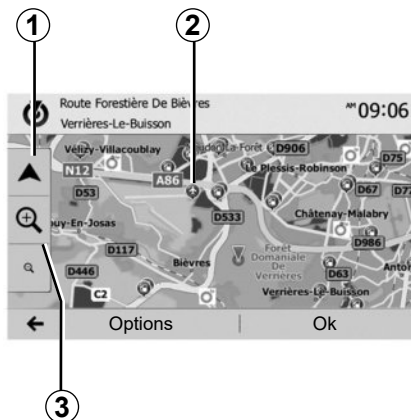 1
2
Route Forestière De Bièvres
Verrières-Le-Buisson
AM 09:06
Vélizy-Villacoublay
D906
D75
N12
A86
Le-Plessis-Robinson
D53
D67
D533
Châtenay-Malabry
D117
D986
Forêt
Domaniale
De
Verrières
Bièvres
D446
D63
C2
Verrières-Le-Buisson
Options
Ok
3